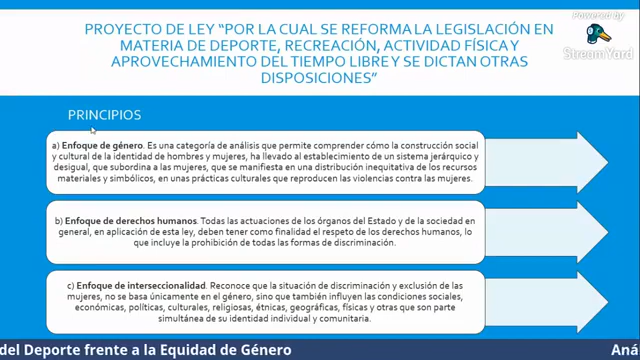 Powered by
StreamYard
PROYECTO DE LEY “POR LA CUAL SE REFORMA LA LEGISLACIÓN EN
MATERIA DE DEPORTE, RECREACIÓN, ACTIVIDAD FÍSICA Y
APROVECHAMIENTO DEL TIEMPO LIBRE Y SE DICTAN OTRAS
DISPOSICIONES”
PRINCIPIOS
a) Enfoque de género. Es una categoría de análisis que permite comprender cómo la construcción social
y cultural de la identidad de hombres y mujeres, ha llevado al establecimiento de un sistema jerárquico y
desigual, que subordina a las mujeres, que se manifiesta en una distribución inequitativa de los recursos
materiales y simbólicos, en unas prácticas culturales que reproducen las violencias contra las mujeres.
b) Enfoque de derechos humanos. Todas las actuaciones de los órganos del Estado y de la sociedad en
general, en aplicación de esta ley, deben tener como finalidad el respeto de los derechos humanos, lo
que incluye la prohibición de todas las formas de discriminación.
c) Enfoque de interseccionalidad. Reconoce que la situación de discriminación y exclusión de las
mujeres, no se basa únicamente en el género, sino que también influyen las condiciones sociales,
económicas, políticas, culturales, religiosas, étnicas, geográficas, físicas y otras que son parte
simultánea de su identidad individual y comunitaria.
del Deporte frente a la Equidad de Género Aná